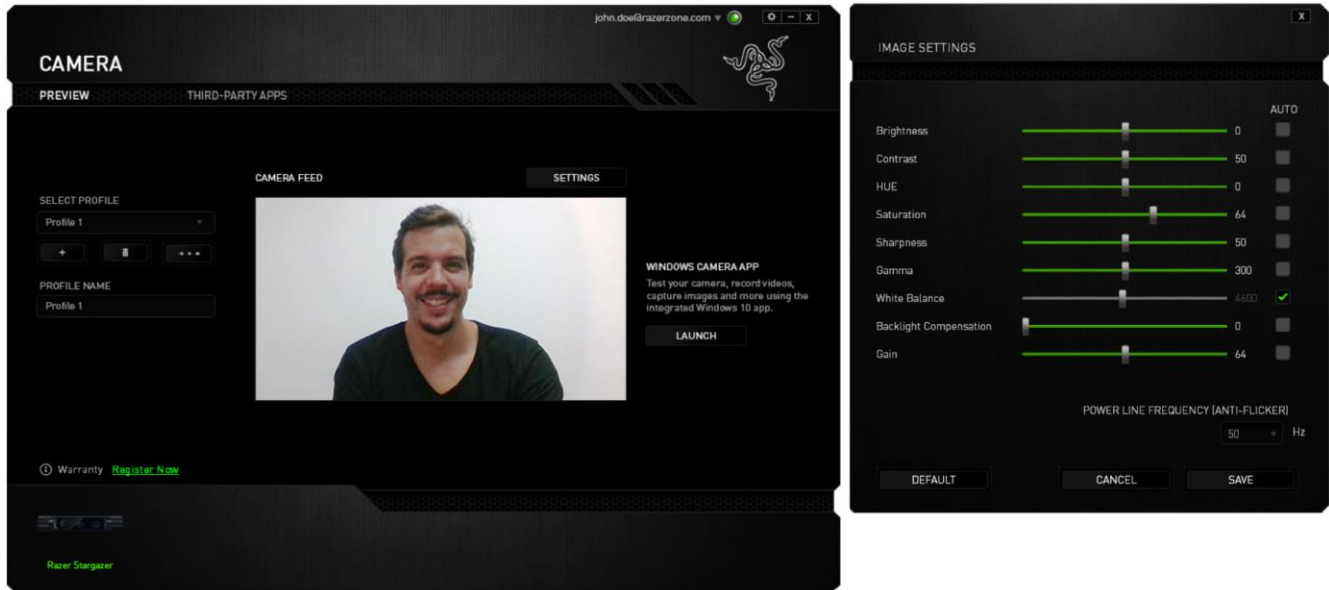 john.doe@razerzone.com
CAMERA
PREVIEW
THIRD-PARTY APPS
SELECT PROFILE
Profile 1
PROFILE NAME
Profile 1
CAMERA FEED
SETTINGS
WINDOWS CAMERA APP
Test your camera, record videos,
capture images and more using the
integrated Windows 10 app.
LAUNCH
Warranty Register Now
Razer Stargazer
X
IMAGE SETTINGS
AUTO
Brightness 0
Contrast 50
HUE 0
Saturation 64
Sharpness 50
Gamma 300
White Balance 4600
Backlight Compensation 0
Gain 64
POWER LINE FREQUENCY (ANTI-FLICKER)
50 Hz
DEFAULT CANCEL SAVE